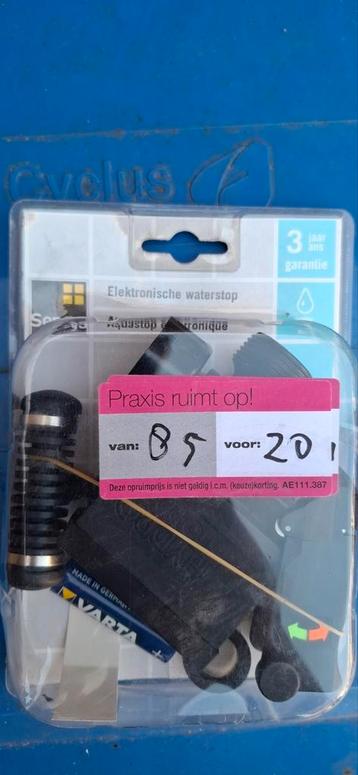 Cyclus
3 jaar
ans
garantie
Elektronische waterstop
Aquastop électronique
Praxis ruimt op!
van: 85 voor: 20,
Deze opruimprijs is niet geldig i.c.m. (keuze)korting. AE111.387
MADE IN GERMANY
VARTA
+